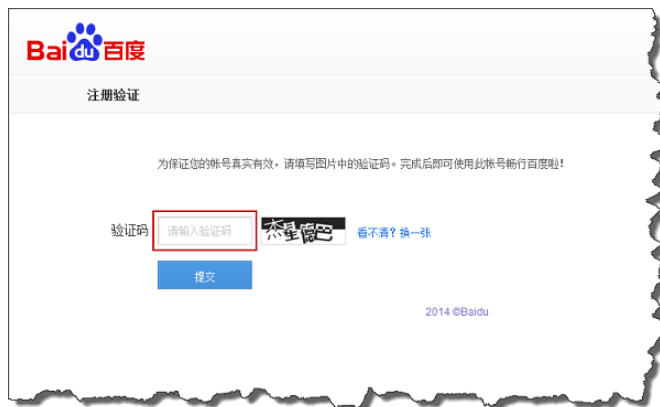 Baidu百度
注册验证
为保证您的帐号真实有效，请填写图片中的验证码。完成后即可使用此帐号畅行百度啦！
验证码 请输入验证码 看不清？换一张
提交
2014 ©Baidu